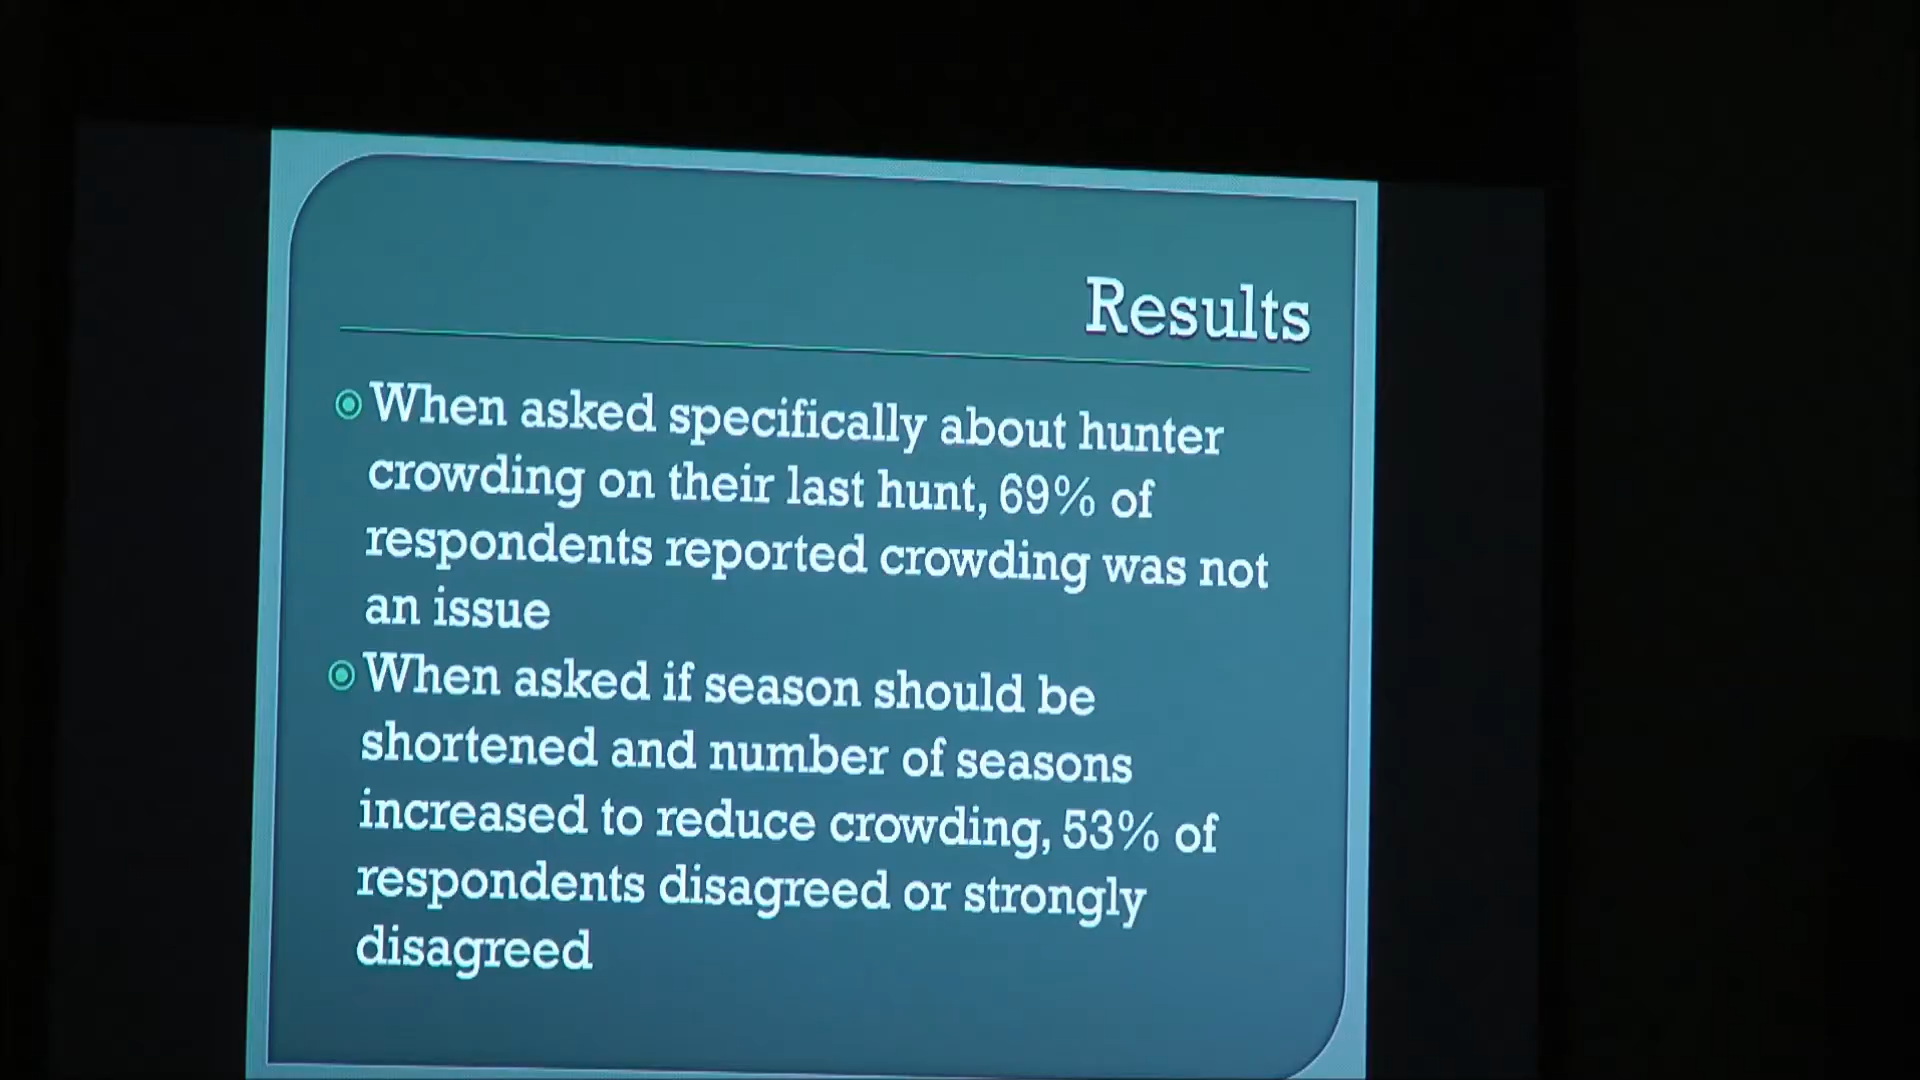 Results
When asked specifically about hunter
crowding on their last hunt, 69% of
respondents reported crowding was not
an issue
When asked if season should be
shortened and number of seasons
increased to reduce crowding, 53% of
respondents disagreed or strongly
disagreed